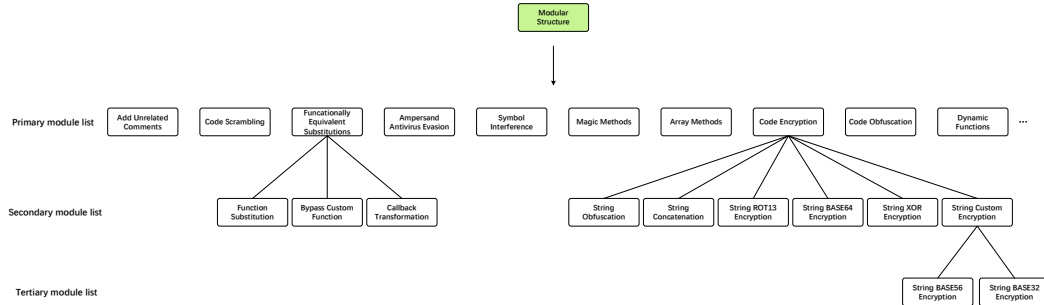 Modular
Structure
Primary module list
Add Unrelated
Comments
Code Scrambling
Funcationally
Equivalent
Substitutions
Ampersand
Antivirus Evasion
Symbol
Interference
Magic Methods
Array Methods
Code Encryption
Code Obfuscation
Dynamic
Functions
...
Secondary module list
Function
Substitution
Bypass Custom
Function
Callback
Transformation
String
Obfuscation
String
Concatenation
String ROT13
Encryption
String BASE64
Encryption
String XOR
Encryption
String Custom
Encryption
Tertiary module list
String BASE56
Encryption
String BASE32
Encryption